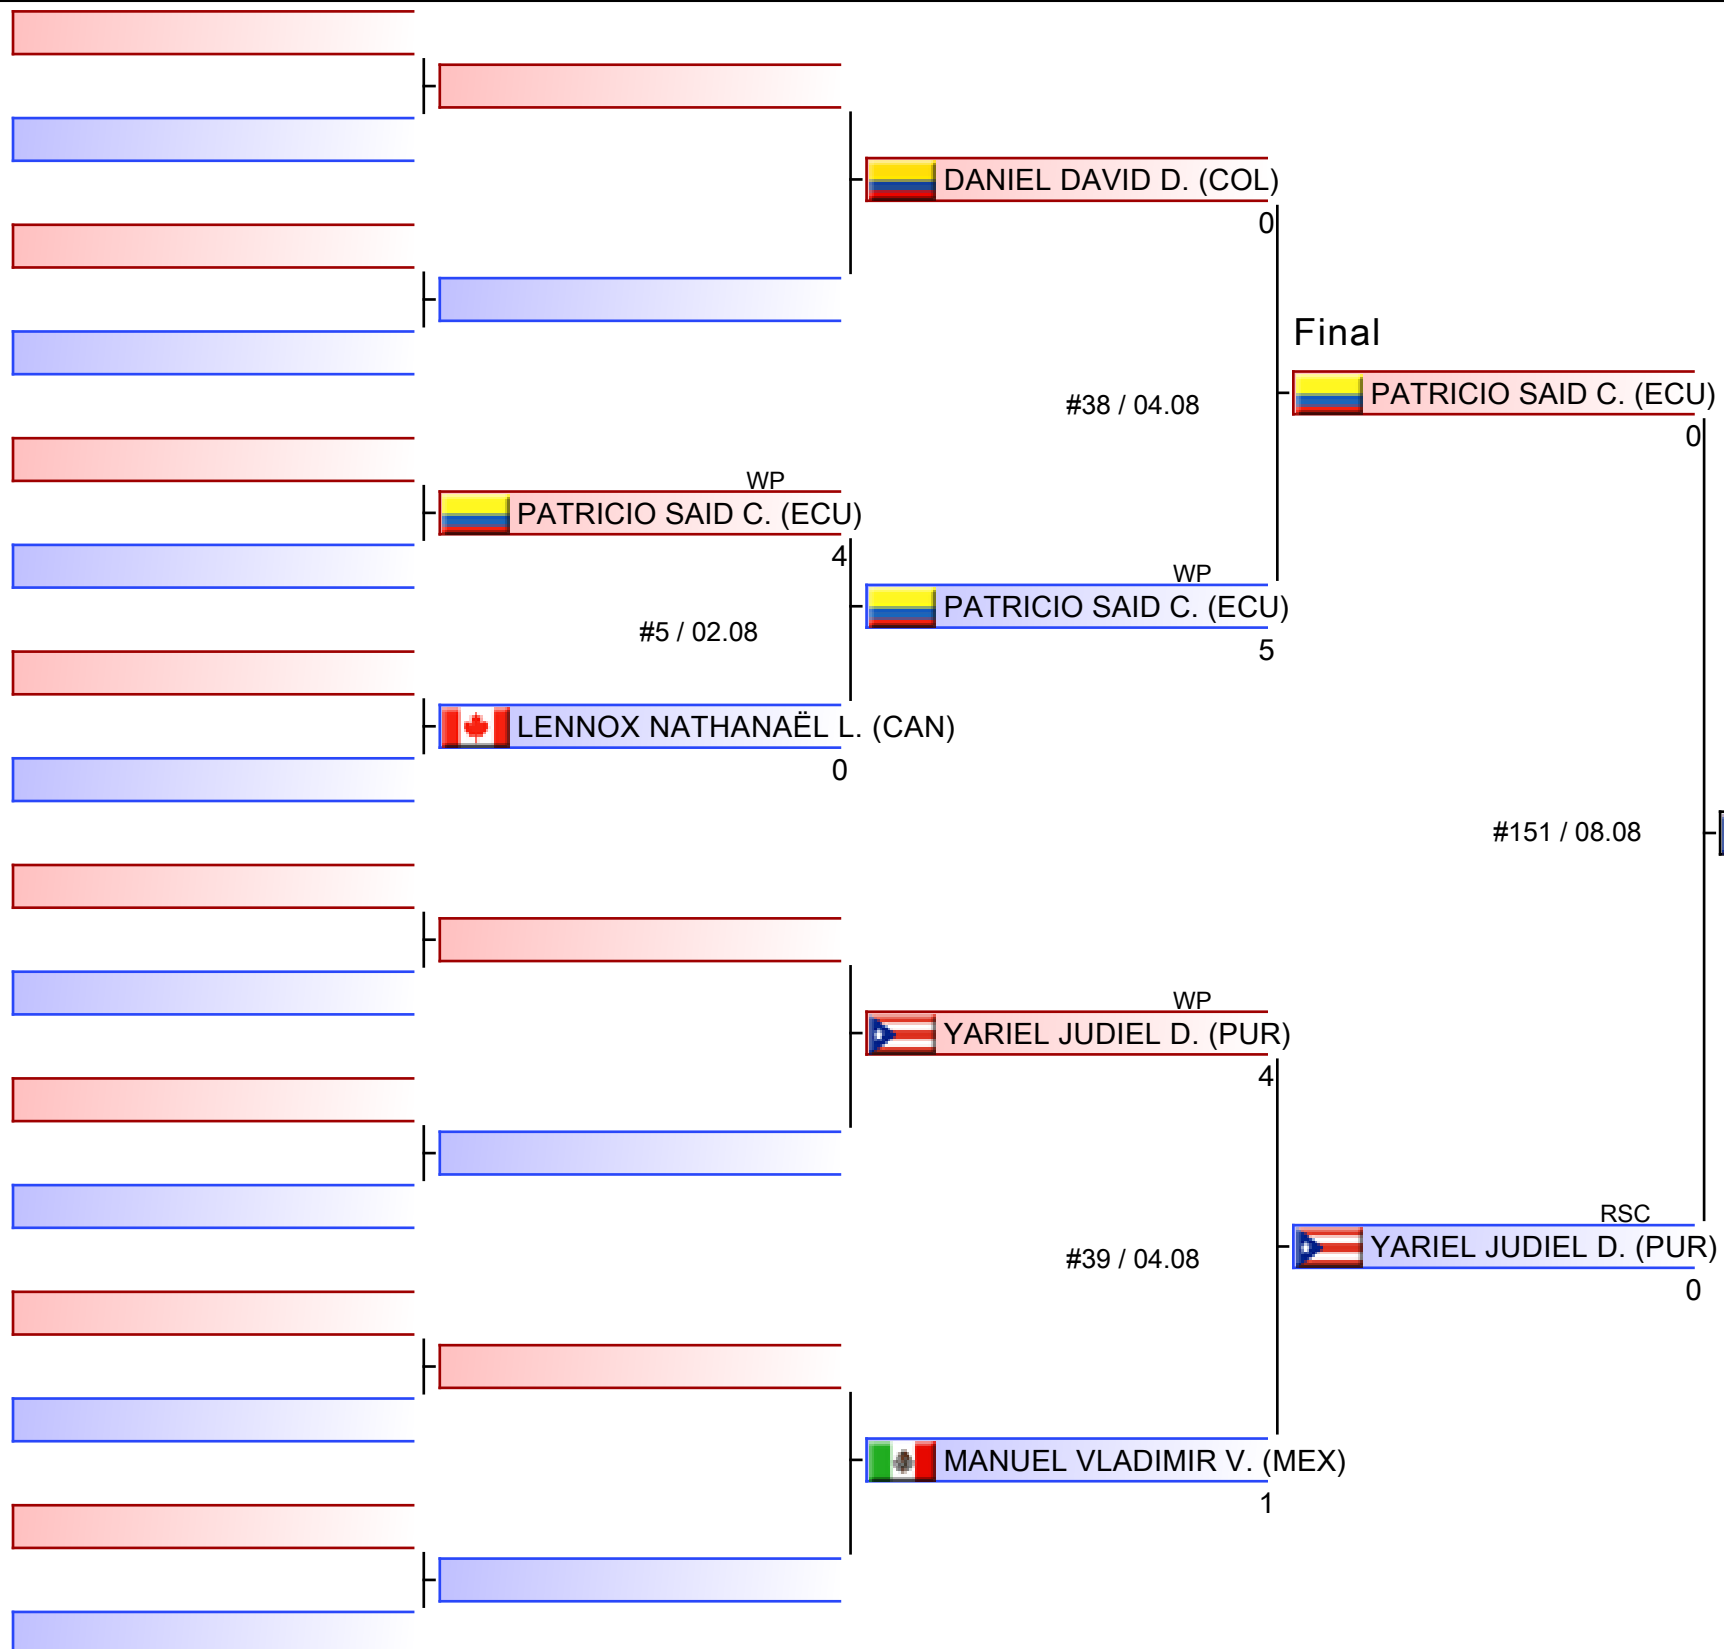 DANIEL DAVID D. (COL)
0
Final
#38 / 04.08
PATRICIO SAID C. (ECU)
0
WP
PATRICIO SAID C. (ECU)
4
WP
PATRICIO SAID C. (ECU)
5
#5 / 02.08
LENNOX NATHANAËL L. (CAN)
0
#151 / 08.08
WP
YARIEL JUDIEL D. (PUR)
4
RSC
YARIEL JUDIEL D. (PUR)
0
#39 / 04.08
MANUEL VLADIMIR V. (MEX)
1